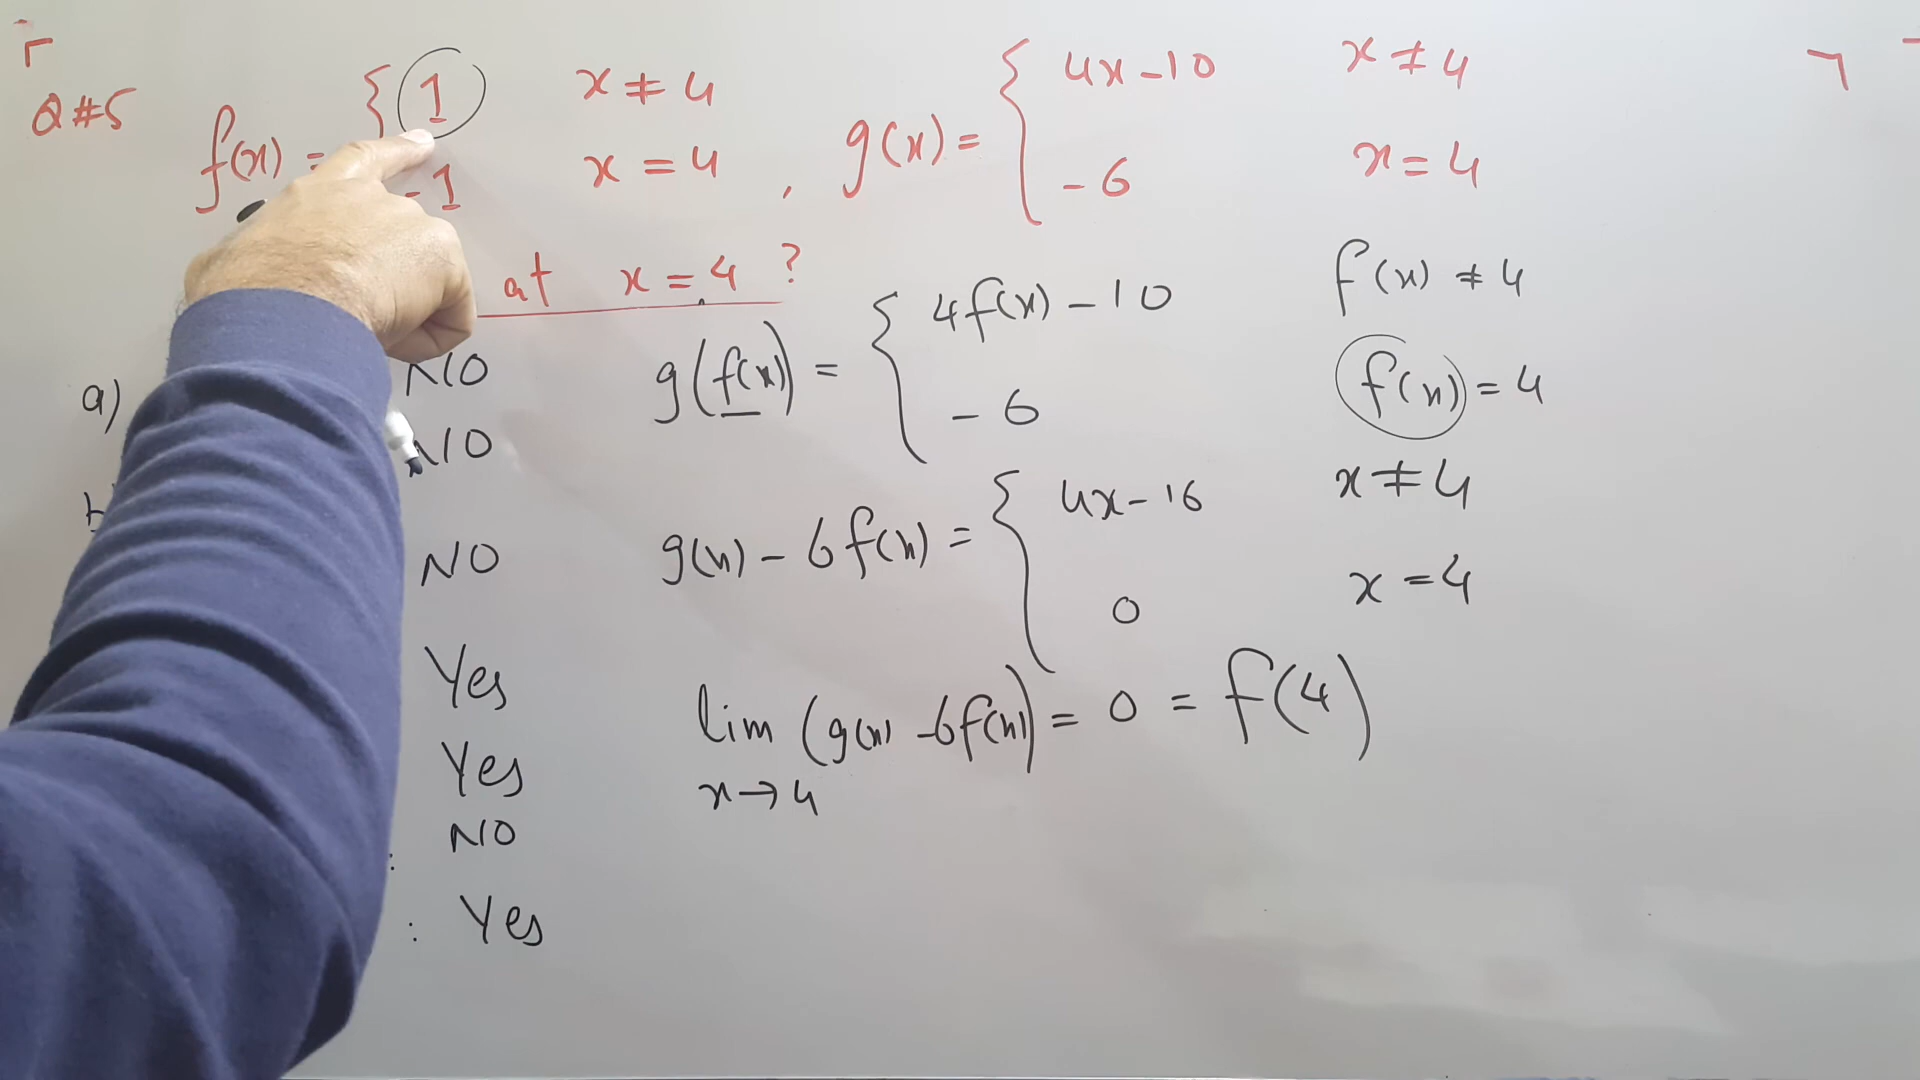 Q#5 f(x) = { 1 x ≠ 4
-1 x = 4 , g(x) = { 4x-10 x ≠ 4
-6 x = 4
at x = 4 ?
g(f(x)) = { 4f(x) - 10 f(x) ≠ 4
- 6 f(x) = 4
a) NO
NO
NO g(x) - 6f(x) = { 4x-16 x ≠ 4
0 x = 4
Yes lim (g(x) - 6f(x)) = 0 = f(4)
x→4
Yes
NO
: Yes